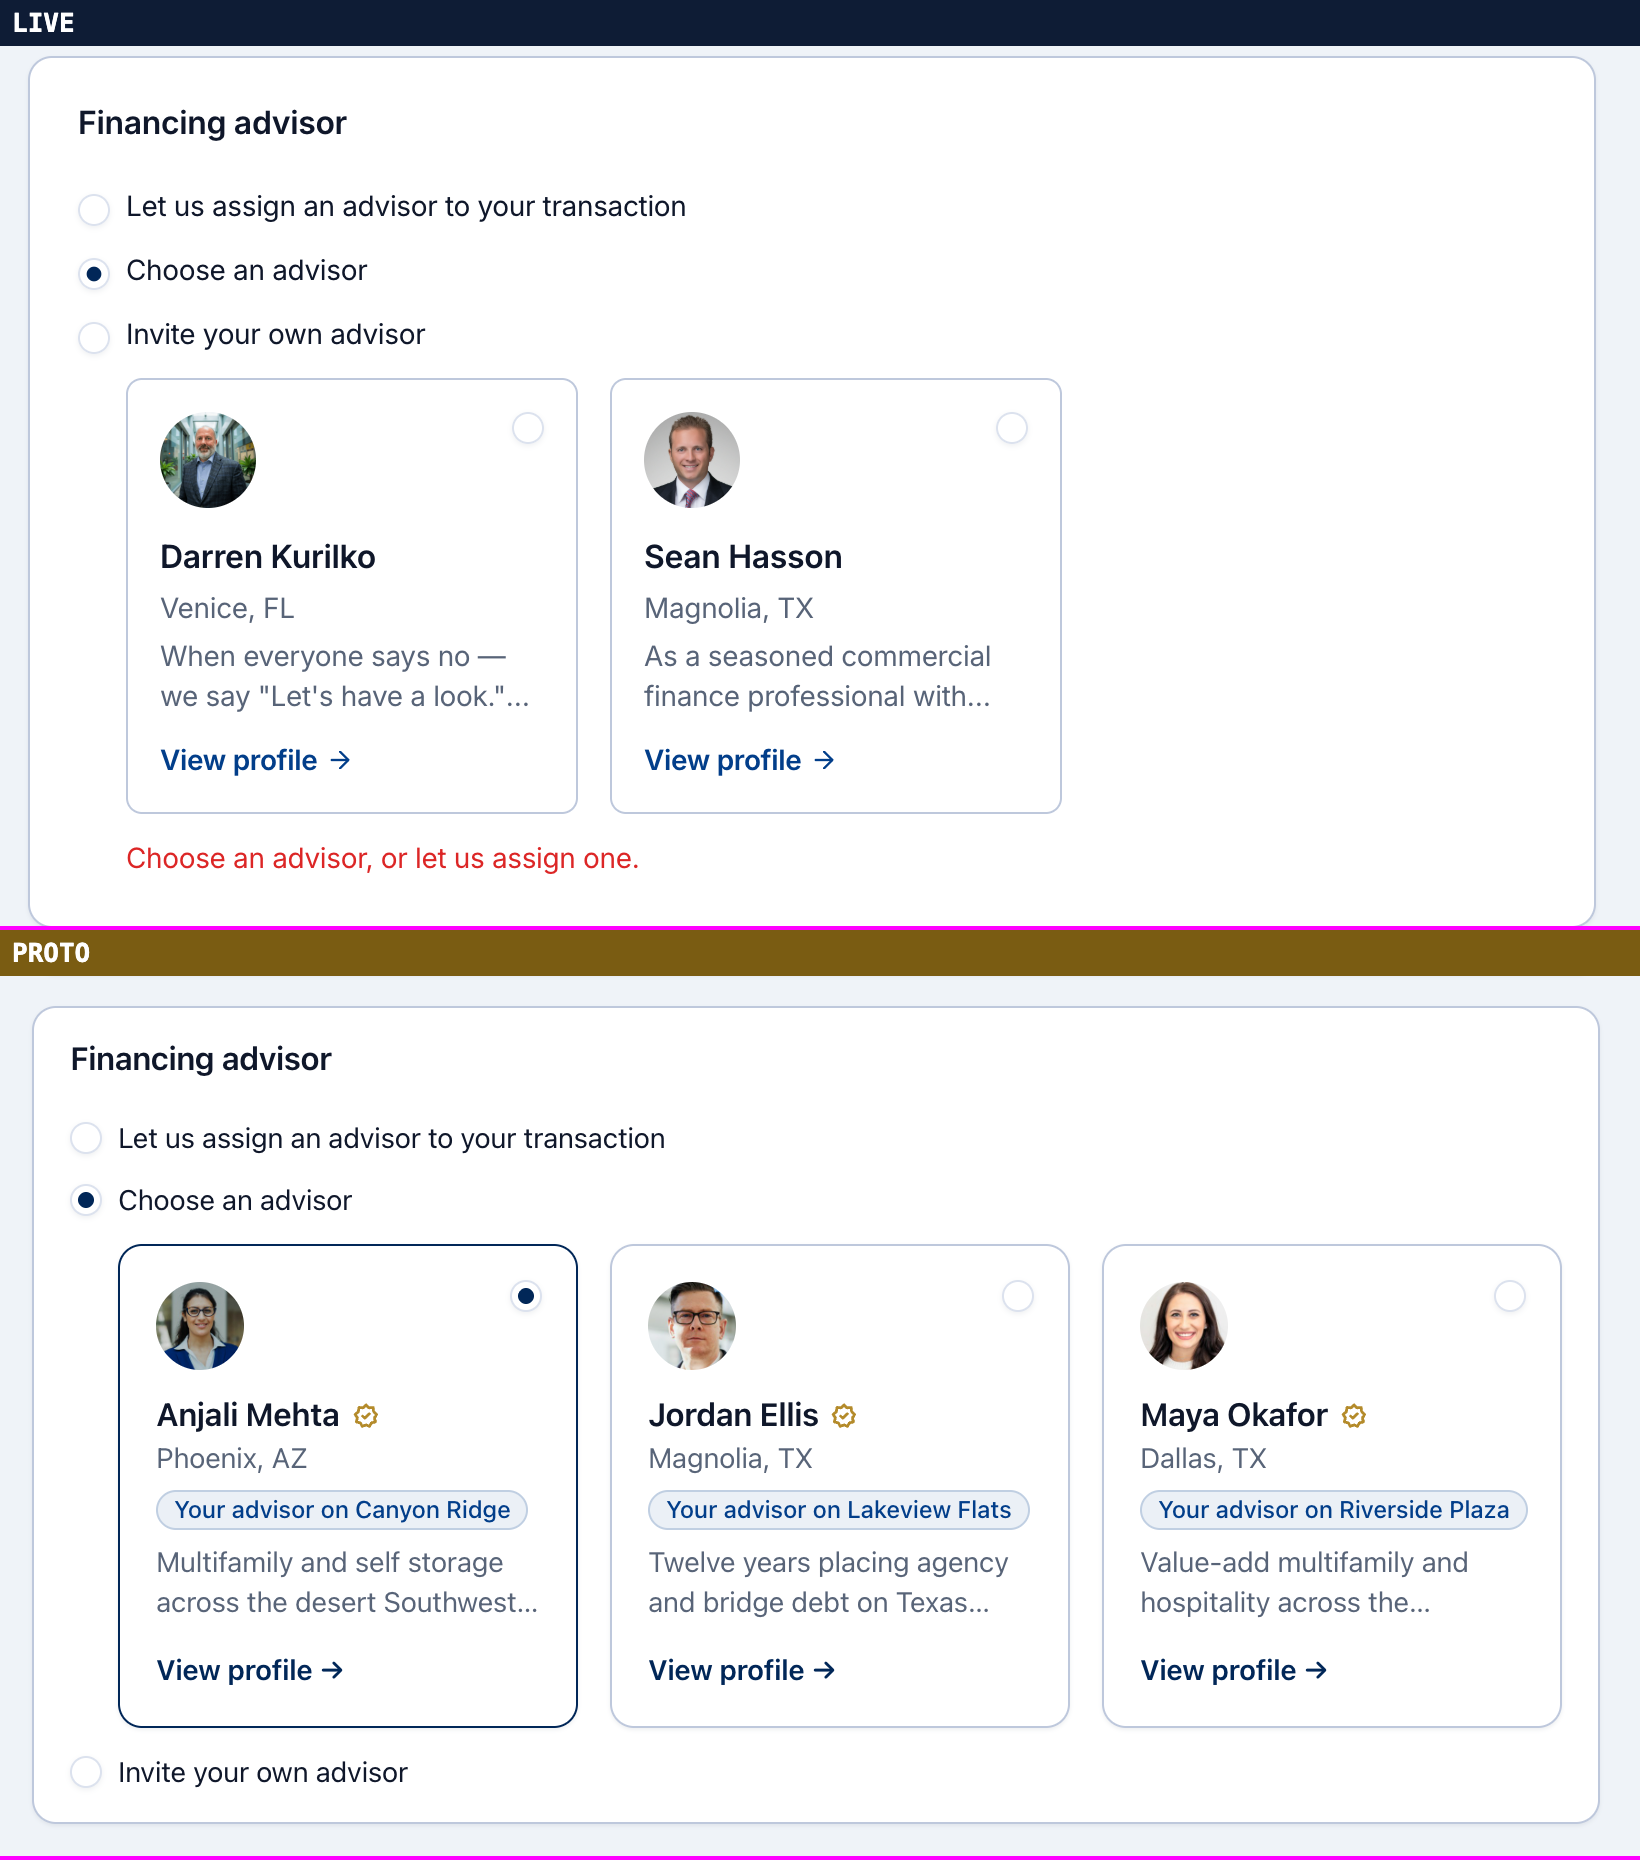 LIVE
Financing advisor
Let us assign an advisor to your transaction
Choose an advisor
Invite your own advisor
Darren Kurilko
Venice, FL
When everyone says no —
we say "Let's have a look."...
View profile →
Sean Hasson
Magnolia, TX
As a seasoned commercial
finance professional with...
View profile →
Choose an advisor, or let us assign one.
PROTO
Financing advisor
Let us assign an advisor to your transaction
Choose an advisor
Anjali Mehta
Phoenix, AZ
Your advisor on Canyon Ridge
Multifamily and self storage
across the desert Southwest...
View profile →
Jordan Ellis
Magnolia, TX
Your advisor on Lakeview Flats
Twelve years placing agency
and bridge debt on Texas...
View profile →
Maya Okafor
Dallas, TX
Your advisor on Riverside Plaza
Value-add multifamily and
hospitality across the...
View profile →
Invite your own advisor